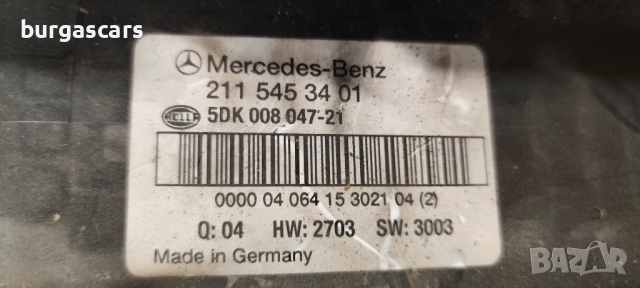 burgascars
Mercedes-Benz
211 545 34 01
HELLA 5DK 008 047-21
0000 04 064 15 3021 04 (2)
Q: 04 HW: 2703 SW: 3003
Made in Germany
BAZAR